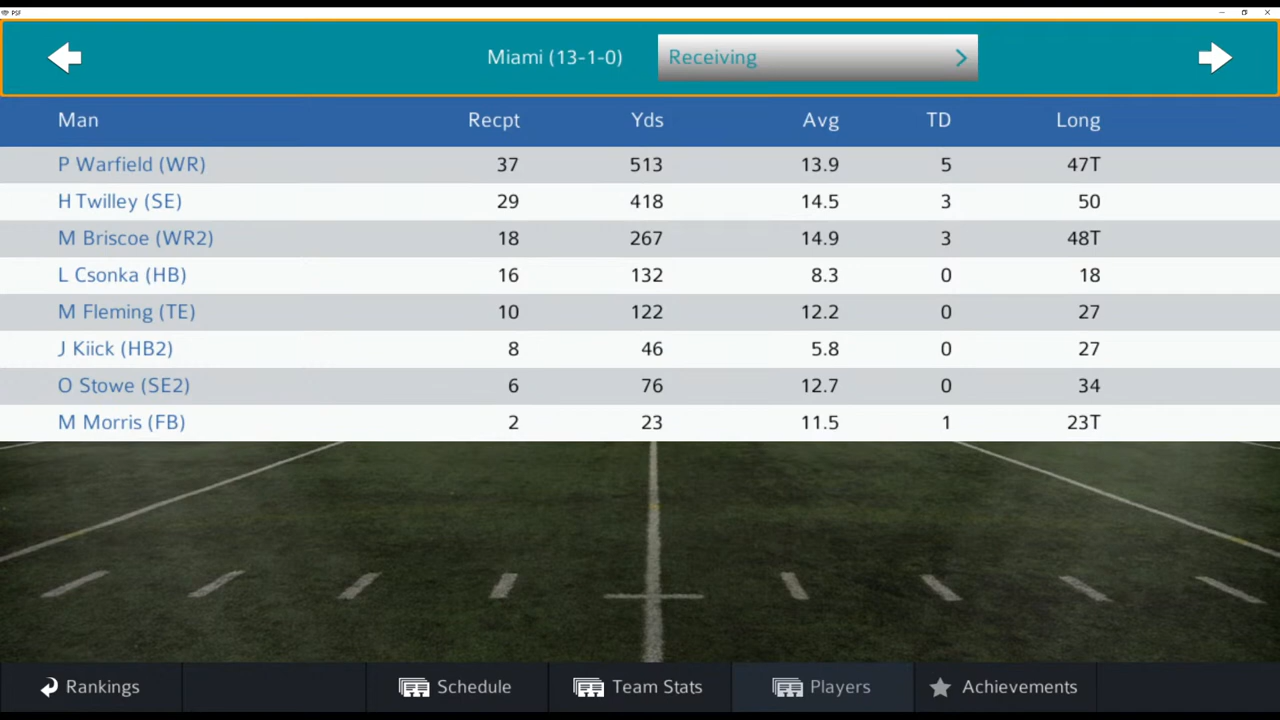 PSF
Miami (13-1-0) Receiving
Man Recpt Yds Avg TD Long
P Warfield (WR) 37 513 13.9 5 47T
H Twilley (SE) 29 418 14.5 3 50
M Briscoe (WR2) 18 267 14.9 3 48T
L Csonka (HB) 16 132 8.3 0 18
M Fleming (TE) 10 122 12.2 0 27
J Kiick (HB2) 8 46 5.8 0 27
O Stowe (SE2) 6 76 12.7 0 34
M Morris (FB) 2 23 11.5 1 23T
Rankings Schedule Team Stats Players Achievements